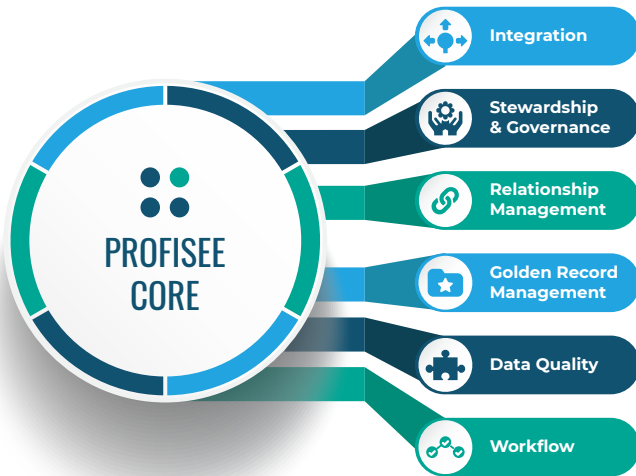 PROFISEE
CORE
Integration
Stewardship
& Governance
Relationship
Management
Golden Record
Management
Data Quality
Workflow